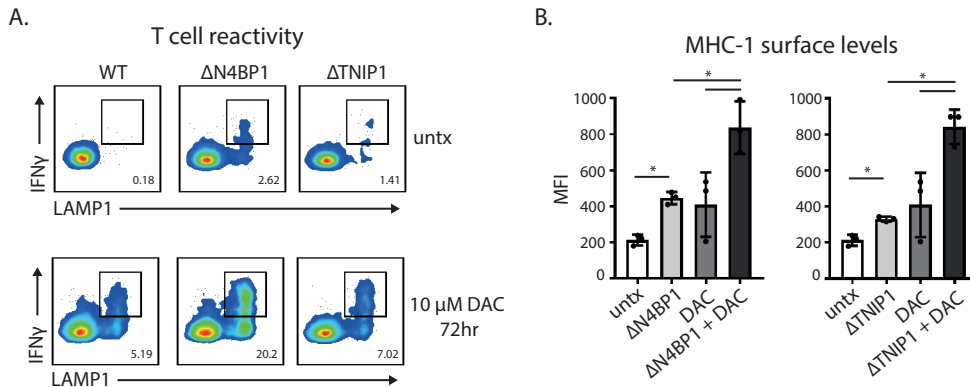 A.
T cell reactivity
WT ΔN4BP1 ΔTNIP1
IFNγ
0.18 2.62 1.41
untx
LAMP1
IFNγ
5.19 20.2 7.02
10 µM DAC
72hr
LAMP1
B.
MHC-1 surface levels
* *
1000 1000
800 800
600 600
* *
400 400
200 200
0 0
MFI
untx ΔN4BP1 DAC ΔN4BP1 + DAC
untx ΔTNIP1 DAC ΔTNIP1 + DAC